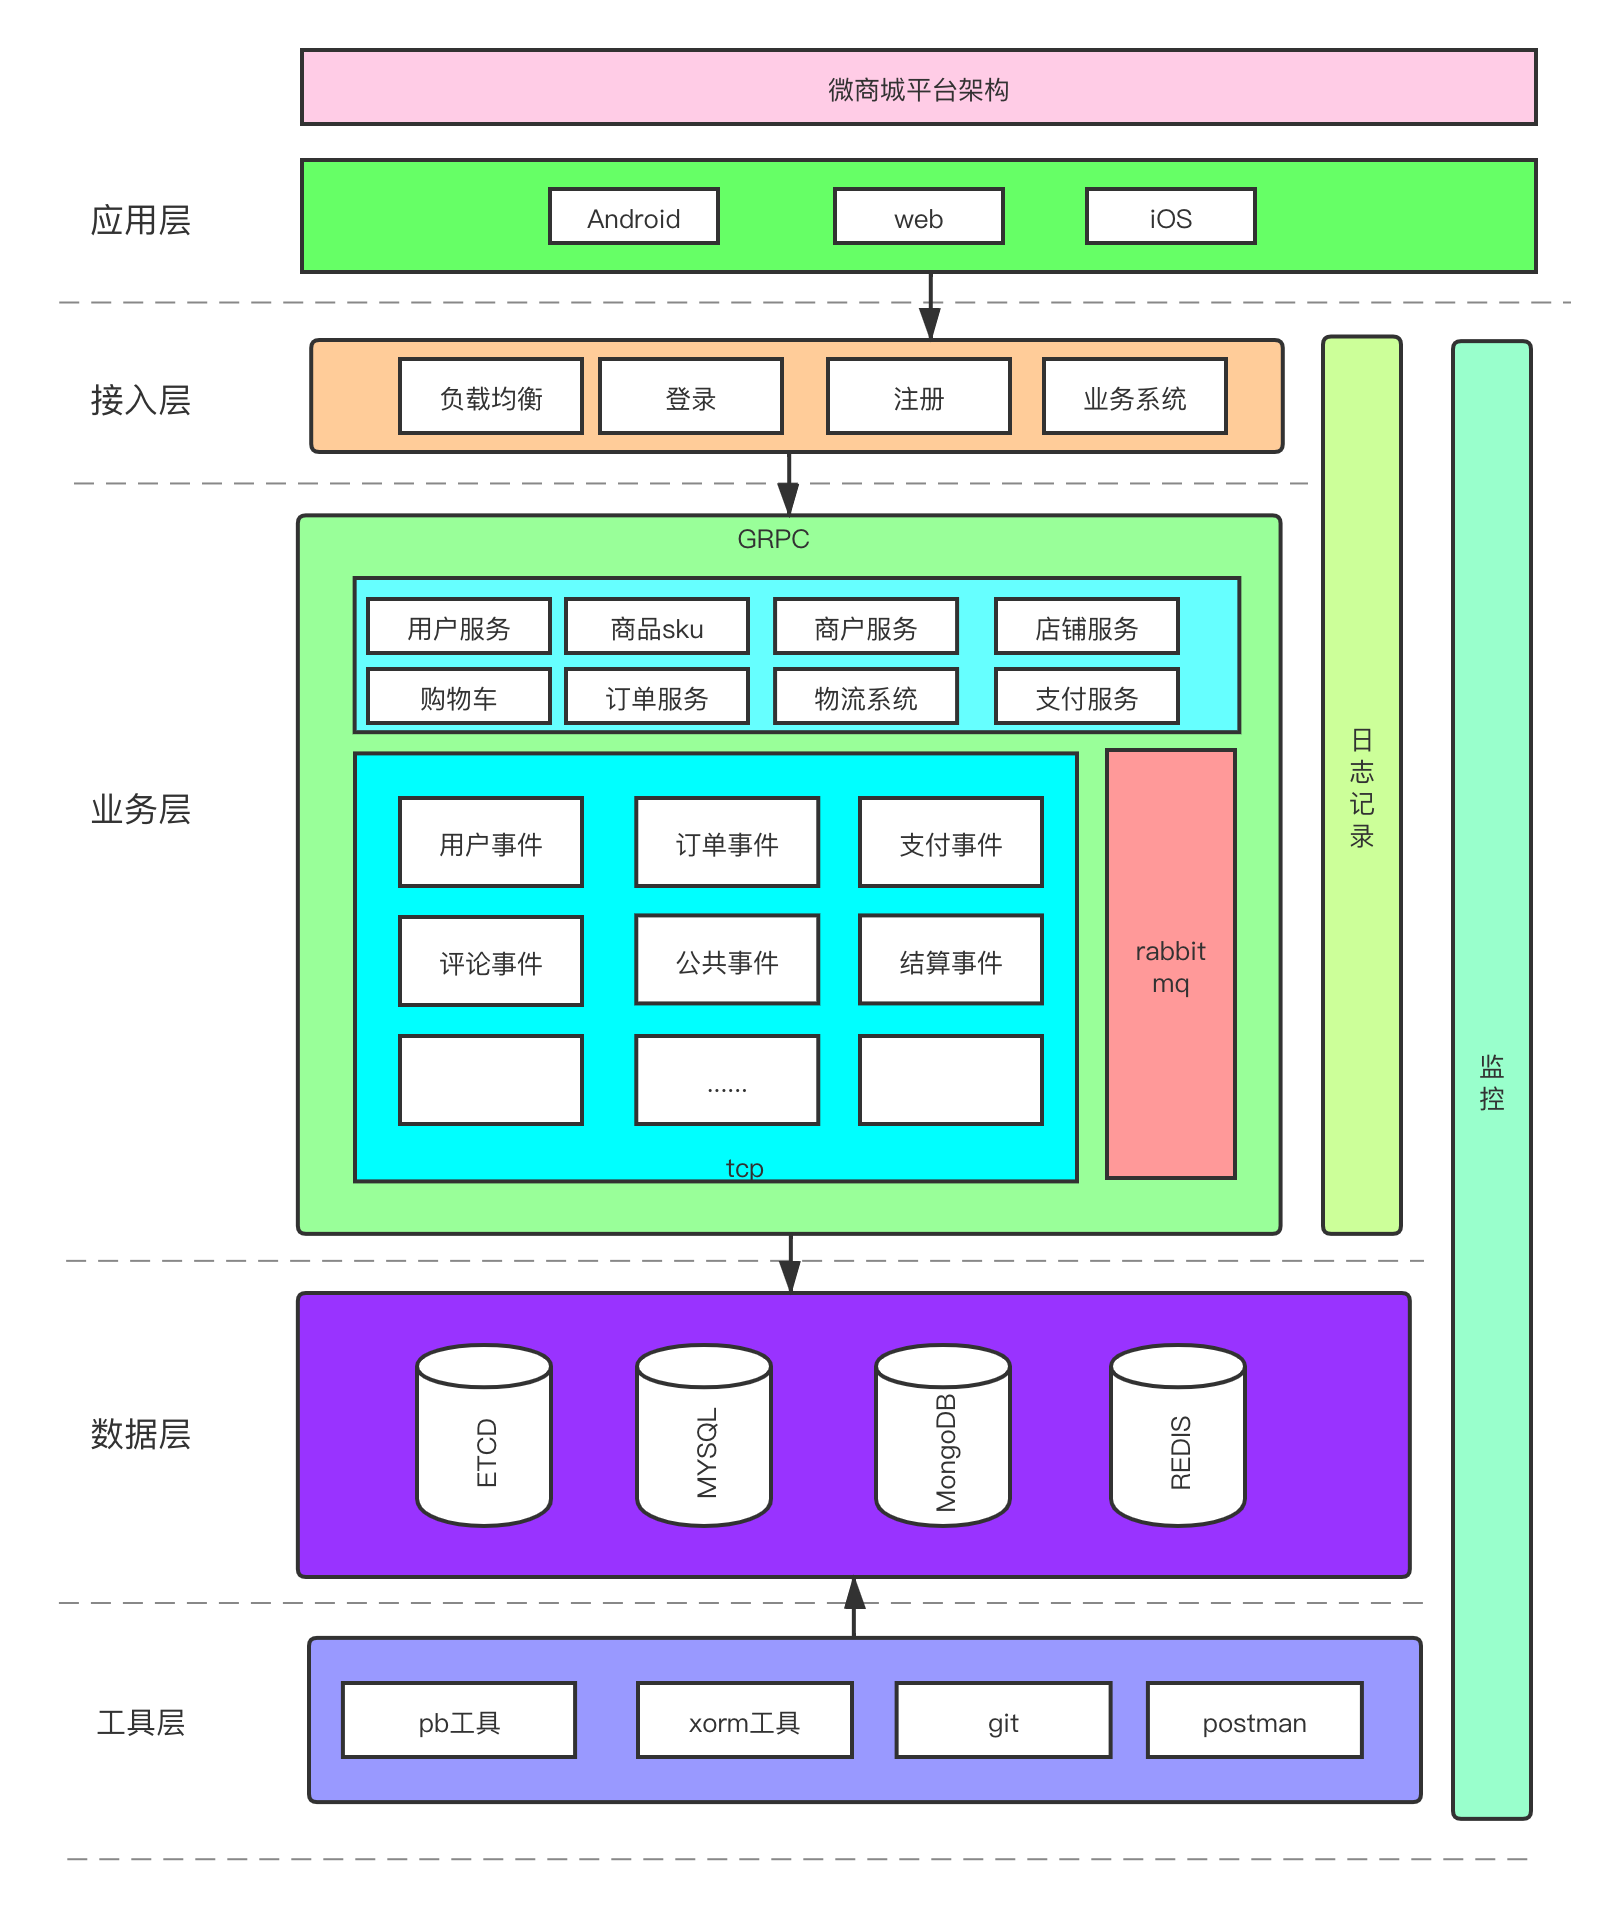 微商城平台架构
应用层
Android
web
iOS
接入层
负载均衡
登录
注册
业务系统
业务层
GRPC
用户服务
商品sku
商户服务
店铺服务
购物车
订单服务
物流系统
支付服务
用户事件
订单事件
支付事件
评论事件
公共事件
结算事件
......
tcp
rabbit
mq
日
志
记
录
监
控
数据层
ETCD
MYSQL
MongoDB
REDIS
工具层
pb工具
xorm工具
git
postman